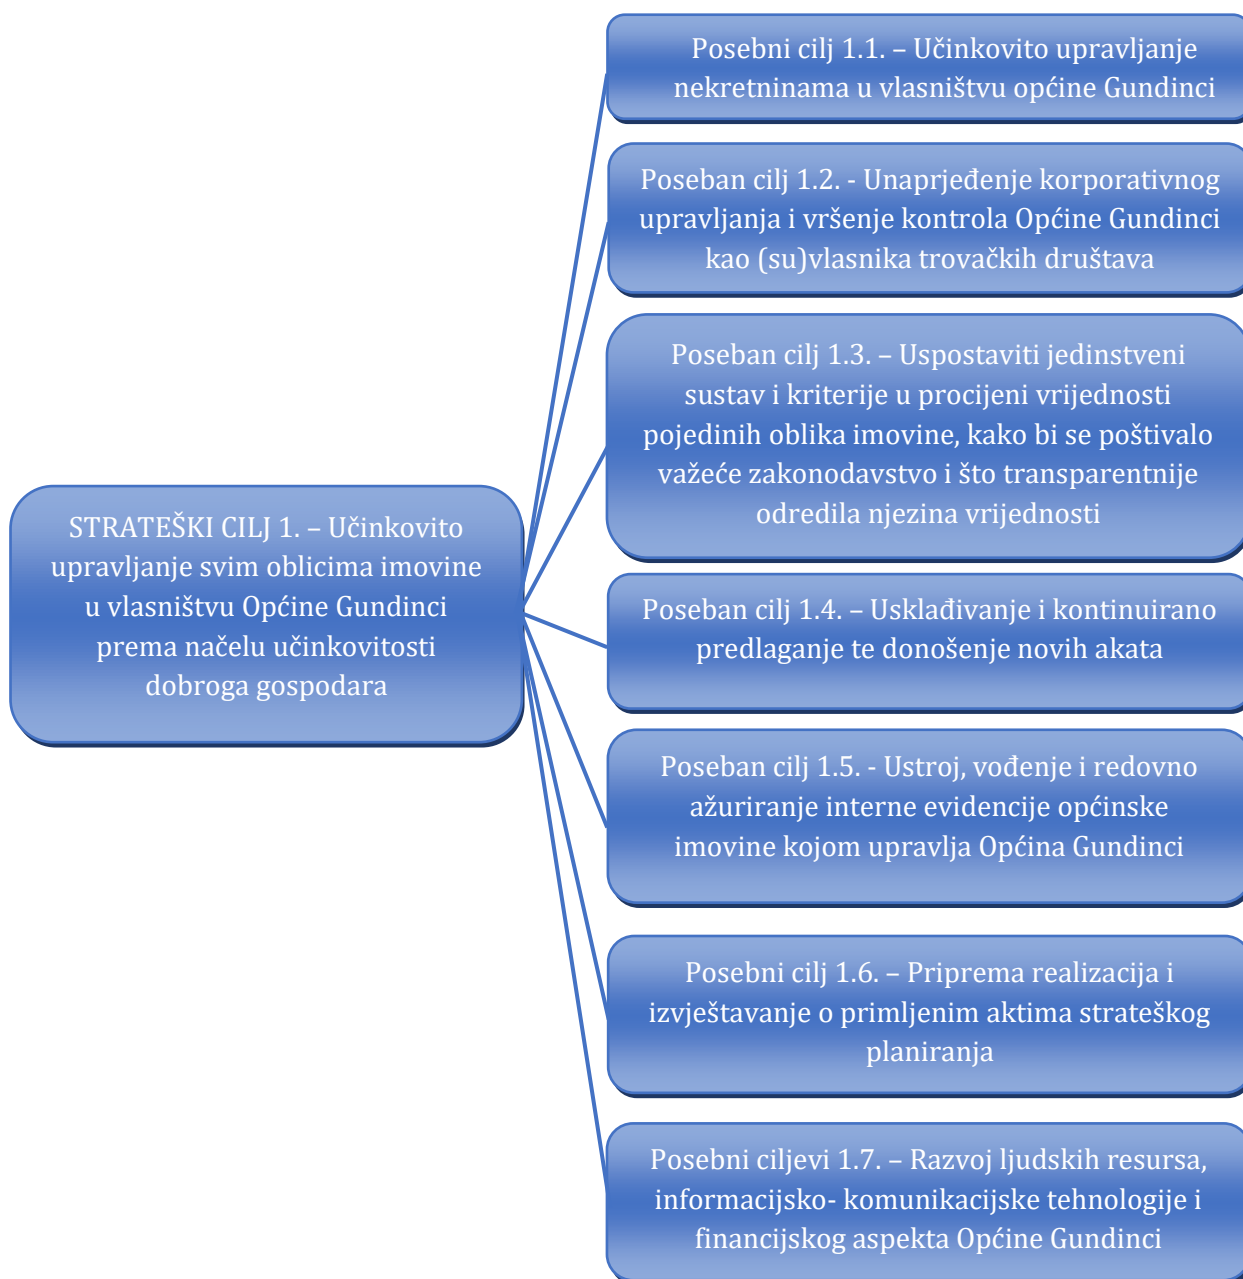 Posebni cilj 1.1. – Učinkovito upravljanje
nekretninama u vlasništvu općine Gundinci
Poseban cilj 1.2. - Unaprjeđenje korporativnog
upravljanja i vršenje kontrola Općine Gundinci
kao (su)vlasnika trovačkih društava
Poseban cilj 1.3. – Uspostaviti jedinstveni
sustav i kriterije u procijeni vrijednosti
pojedinih oblika imovine, kako bi se poštivalo
važeće zakonodavstvo i što transparentnije
odredila njezina vrijednosti
STRATEŠKI CILJ 1. – Učinkovito
upravljanje svim oblicima imovine
u vlasništvu Općine Gundinci
prema načelu učinkovitosti
dobroga gospodara
Poseban cilj 1.4. – Usklađivanje i kontinuirano
predlaganje te donošenje novih akata
Poseban cilj 1.5. - Ustroj, vođenje i redovno
ažuriranje interne evidencije općinske
imovine kojom upravlja Općina Gundinci
Posebni cilj 1.6. – Priprema realizacija i
izvještavanje o primljenim aktima strateškog
planiranja
Posebni ciljevi 1.7. – Razvoj ljudskih resursa,
informacijsko- komunikacijske tehnologije i
financijskog aspekta Općine Gundinci